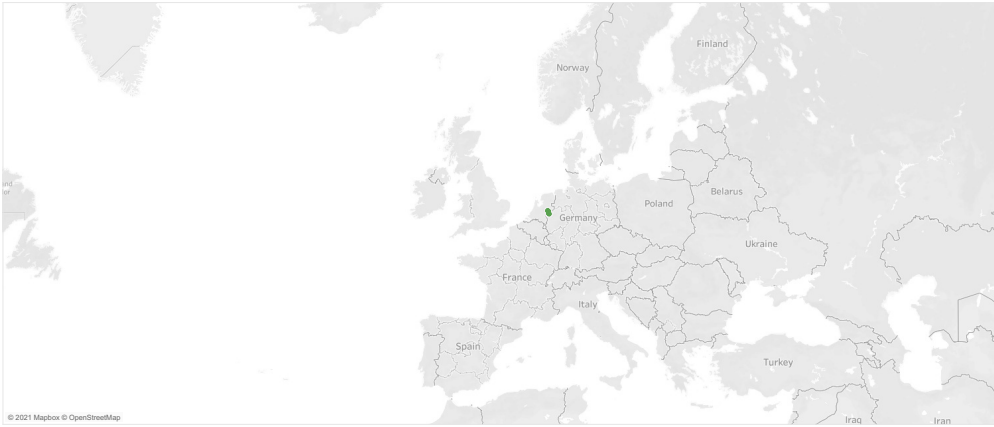 Finland
Norway
Belarus
Poland
Germany
Ukraine
France
Italy
Spain
Turkey
Iraq
Iran
© 2021 Mapbox © OpenStreetMap